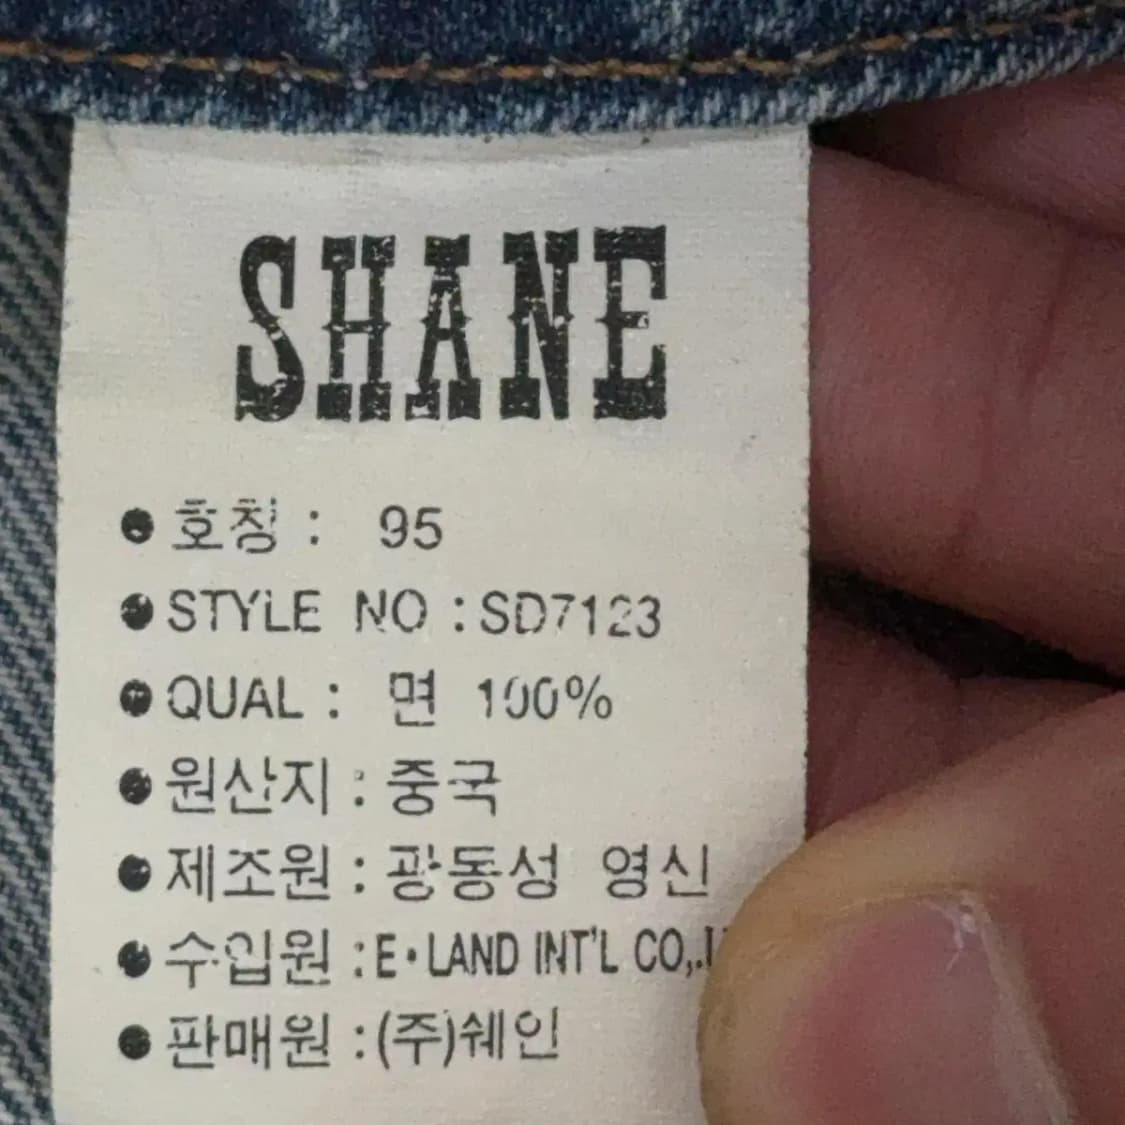 SHANE
● 호칭 : 95
● STYLE NO : SD7123
● QUAL : 면 100%
● 원산지 : 중국
● 제조원 : 광동성 영신
● 수입원 : E·LAND INT'L CO,.
● 판매원 : (주)쉐인